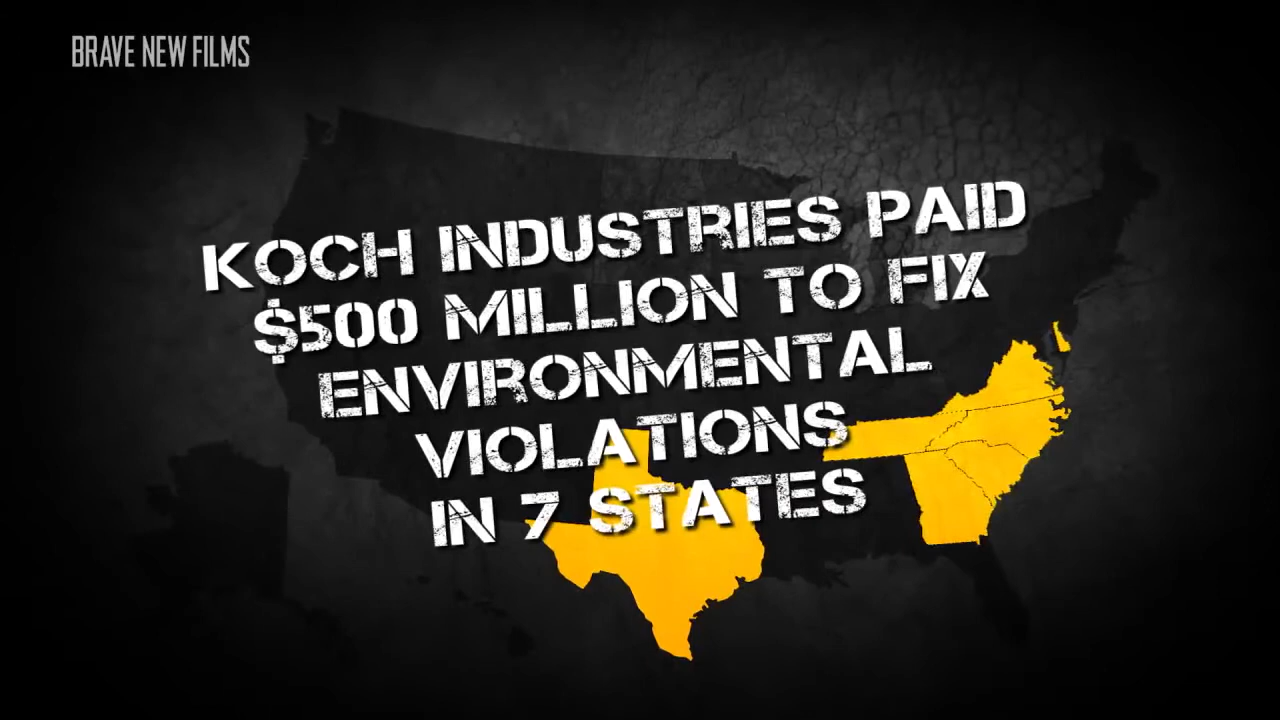 BRAVE NEW FILMS
KOCH INDUSTRIES PAID
$500 MILLION TO FIX
ENVIRONMENTAL
VIOLATIONS
IN 7 STATES